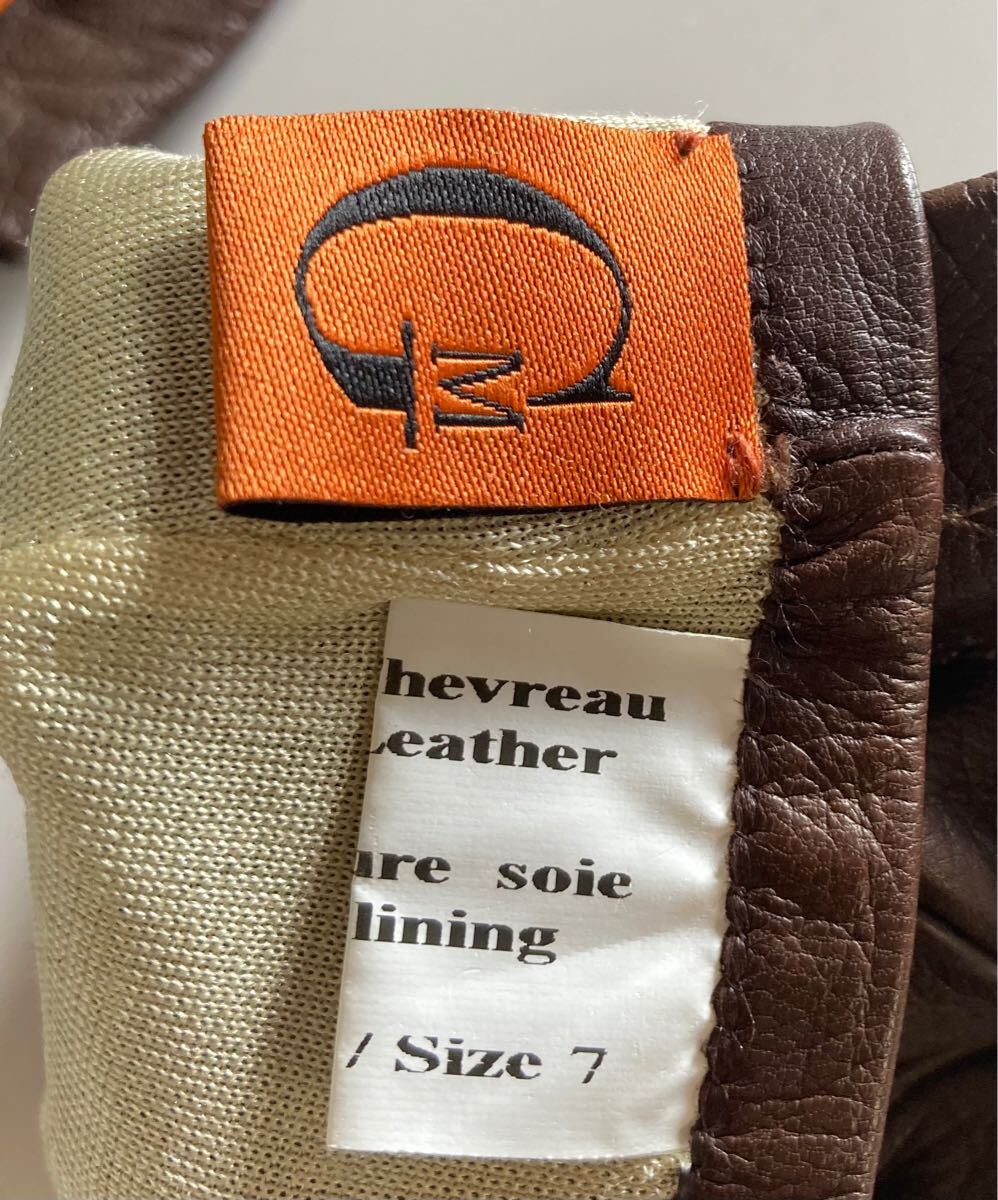 hevreau
Leather
ure soie
lining
/ Size 7